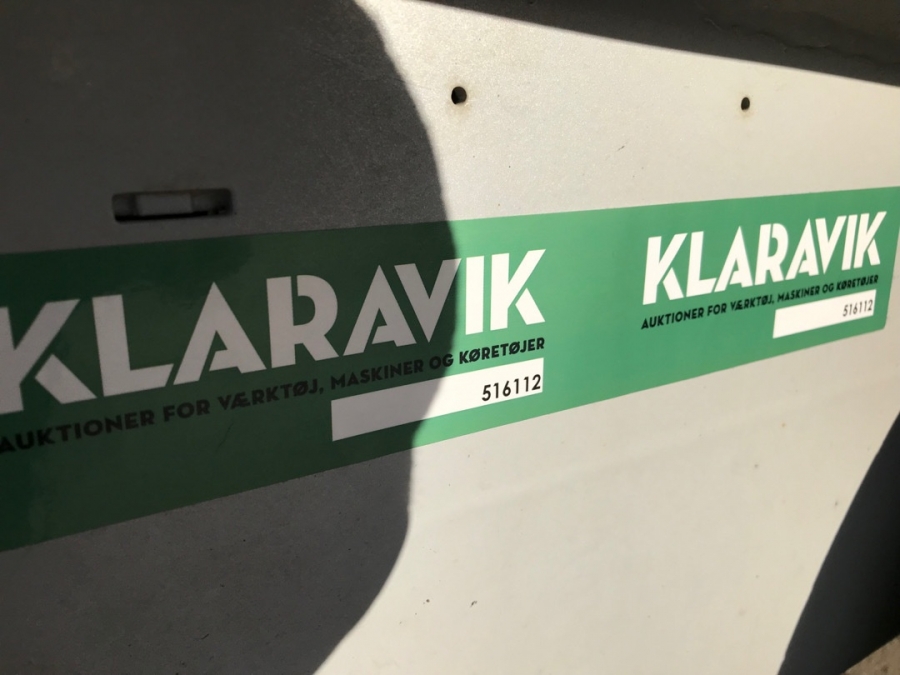 KLARAVIK
AUKTIONER FOR VÆRKTØJ, MASKINER OG KØRETØJER
516112
KLARAVIK
AUKTIONER FOR VÆRKTØJ, MASKINER OG KØRETØJER
516112